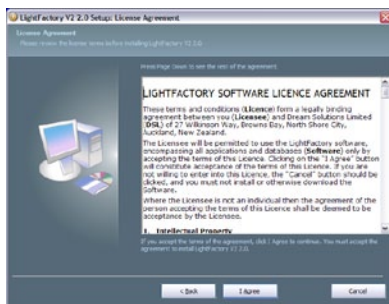 LightFactory V2 2.0 Setup: License Agreement
License Agreement
Please review the license terms before installing LightFactory V2 2.0.
Press Page Down to see the rest of the agreement.
LIGHTFACTORY SOFTWARE LICENCE AGREEMENT
These terms and conditions (Licence) form a legally binding
agreement between you (Licensee) and Dream Solutions Limited
(DSL) of 27 Wilkinson Way, Browns Bay, North Shore City,
Auckland, New Zealand.
The Licensee will be permitted to use the LightFactory software,
encompassing all applications and databases (Software) only by
accepting the terms of this Licence. Clicking on the "I Agree" button
will constitute acceptance of the terms of this Licence. If you are
not willing to enter into this Licence, the "Cancel" button should be
clicked, and you must not install or otherwise download the
Software.
Where the Licensee is not an individual then the agreement of the person
accepting the terms of this Licence shall be deemed to be
acceptance by the Licensee.
1. Intellectual Property
If you accept the terms of the agreement, click I Agree to continue. You must accept the
agreement to install LightFactory V2 2.0.
< Back
I Agree
Cancel